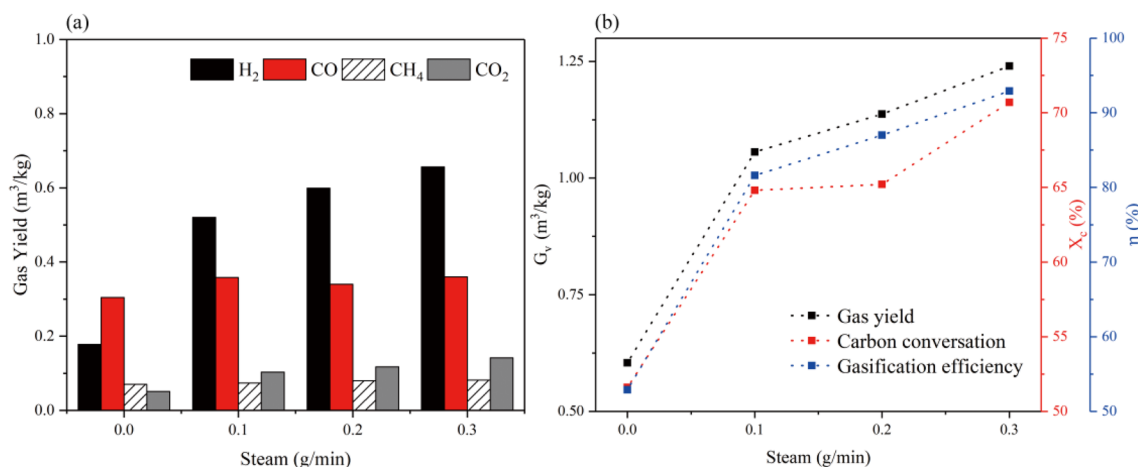 (a)
1.0
0.8
0.6
0.4
0.2
0.0
Gas Yield (m³/kg)
H₂ CO CH₄ CO₂
0.0 0.1 0.2 0.3
Steam (g/min)
(b)
1.25
1.00
0.75
0.50
Gᵥ (m³/kg)
Gas yield
Carbon conversation
Gasification efficiency
0.0 0.1 0.2 0.3
Steam (g/min)
75
70
65
60
55
50
X_c (%)
100
90
80
70
60
50
η (%)